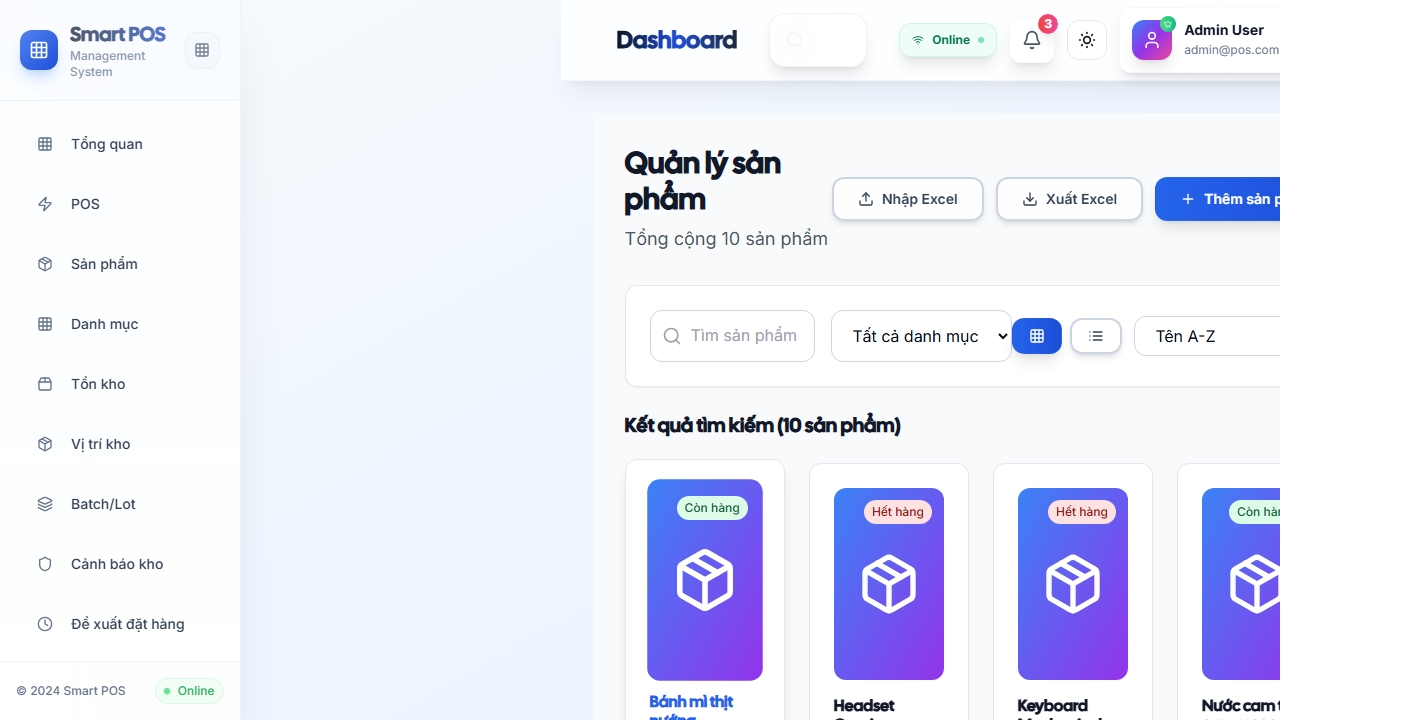 Smart POS
Management
System
Tổng quan
POS
Sản phẩm
Danh mục
Tồn kho
Vị trí kho
Batch/Lot
Cảnh báo kho
Đề xuất đặt hàng
© 2024 Smart POS
Online
Dashboard
Online
3
Admin User
admin@pos.com
Quản lý sản
phẩm
Tổng cộng 10 sản phẩm
Nhập Excel
Xuất Excel
Thêm sản p
Tìm sản phẩm
Tất cả danh mục
Tên A-Z
Kết quả tìm kiếm (10 sản phẩm)
Còn hàng
Hết hàng
Hết hàng
Còn hàn
Bánh mì thịt
nướng
Headset
Keyboard
Nước cam t